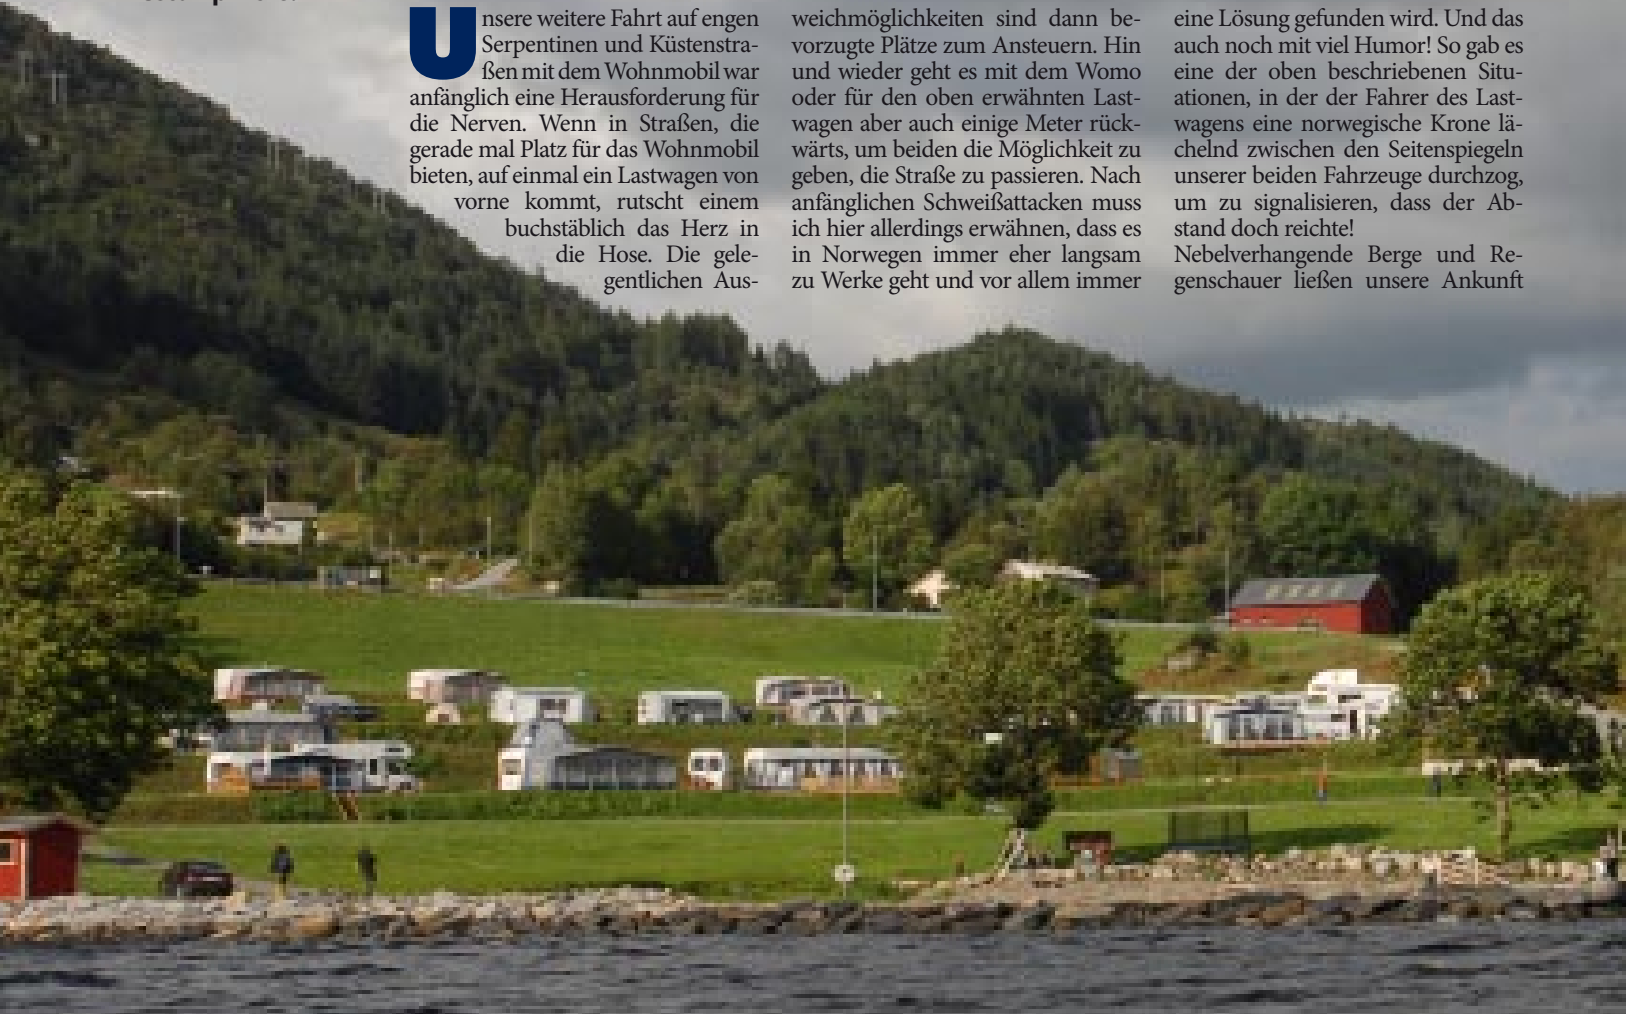 Unsere weitere Fahrt auf engen
Serpentinen und Küstenstra-
ßen mit dem Wohnmobil war
anfänglich eine Herausforderung für
die Nerven. Wenn in Straßen, die
gerade mal Platz für das Wohnmobil
bieten, auf einmal ein Lastwagen von
vorne kommt, rutscht einem
buchstäblich das Herz in
die Hose. Die gele-
gentlichen Aus-
weichmöglichkeiten sind dann be-
vorzugte Plätze zum Ansteuern. Hin
und wieder geht es mit dem Womo
oder für den oben erwähnten Last-
wagen aber auch einige Meter rück-
wärts, um beiden die Möglichkeit zu
geben, die Straße zu passieren. Nach
anfänglichen Schweißattacken muss
ich hier allerdings erwähnen, dass es
in Norwegen immer eher langsam
zu Werke geht und vor allem immer
eine Lösung gefunden wird. Und das
auch noch mit viel Humor! So gab es
eine der oben beschriebenen Situ-
ationen, in der der Fahrer des Last-
wagens eine norwegische Krone lä-
chelnd zwischen den Seitenspiegeln
unserer beiden Fahrzeuge durchzog,
um zu signalisieren, dass der Ab-
stand doch reichte!
Nebelverhangende Berge und Re-
genschauer ließen unsere Ankunft